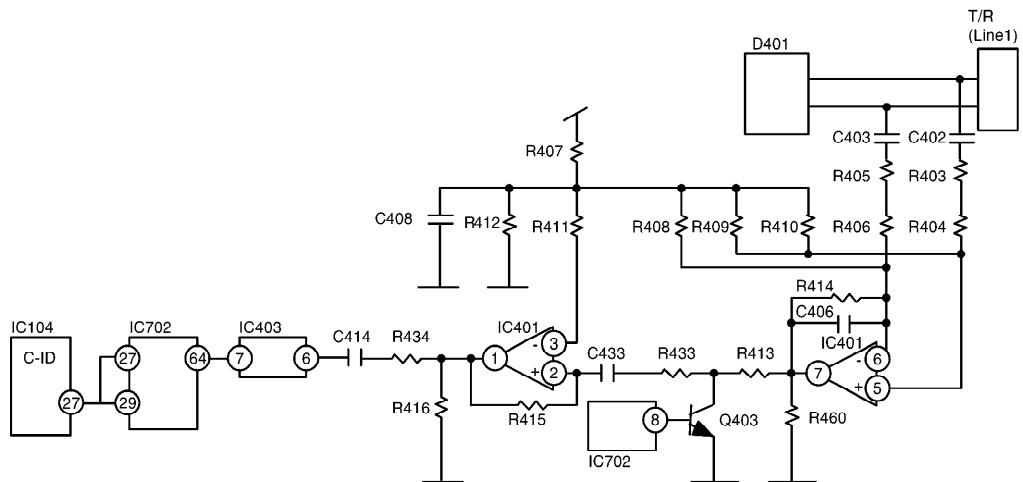 T/R
(Line1)
D401
C403
C402
R407
R405
R403
C408
R412
R411
R408
R409
R410
R406
R404
R414
C406
IC104
IC702
IC403
C414
R434
IC401
IC401
C-ID
27
64
7
6
1
-
3
+
2
C433
R433
R413
7
-
6
+
5
27
29
R416
R415
8
Q403
R460
IC702